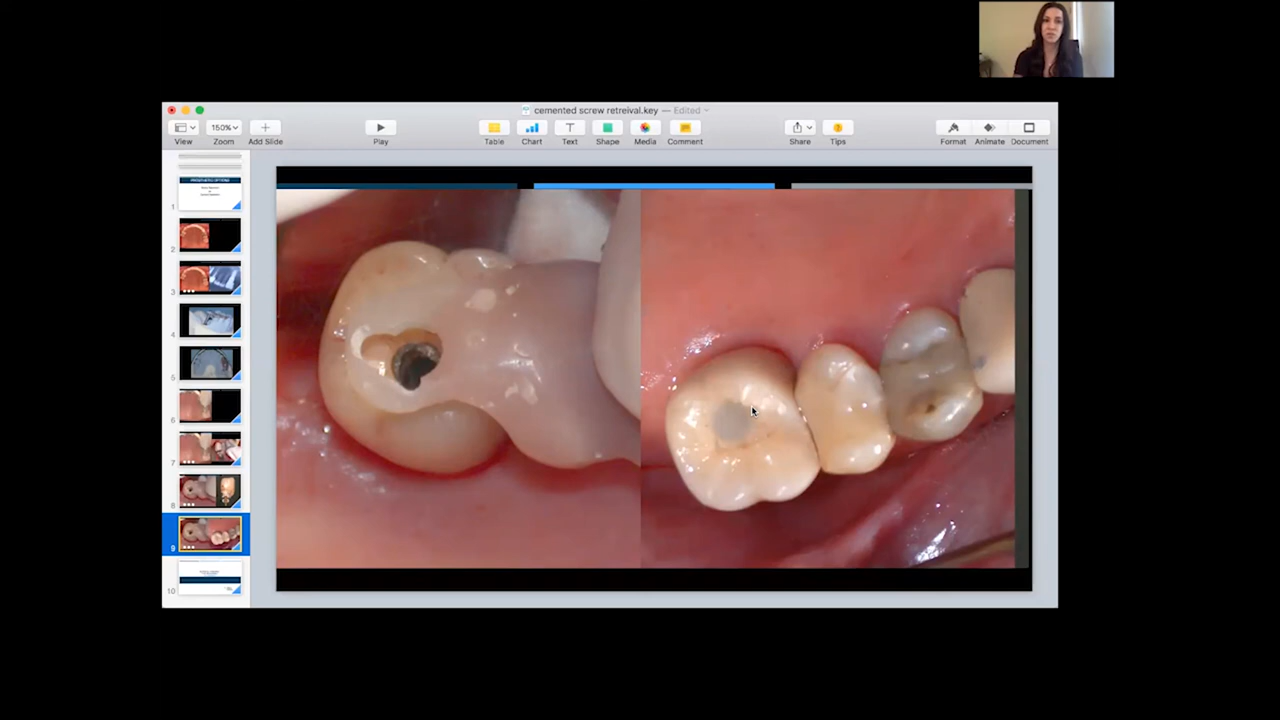 cemented screw retreival.key — Edited
150%
View
Zoom
Add Slide
Play
Table
Chart
Text
Shape
Media
Comment
Share
Tips
Format
Animate
Document
1
2
3
4
5
6
7
8
9
10